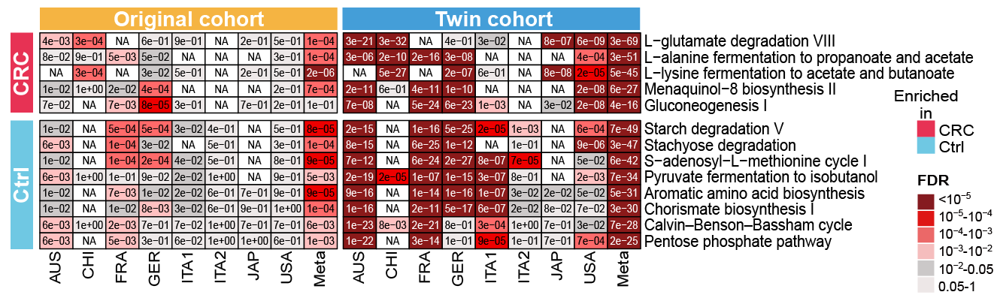 Original cohort Twin cohort
CRC
4e−03 3e−04 NA 6e−01 9e−01 NA 2e−01 5e−01 1e−04 3e−21 3e−32 NA 4e−01 3e−02 NA 8e−07 6e−09 3e−69 L−glutamate degradation VIII
8e−02 9e−01 5e−03 5e−02 NA NA NA 3e−01 1e−04 3e−06 2e−10 2e−16 3e−08 NA NA NA 4e−04 3e−51 L−alanine fermentation to propanoate and acetate
NA 3e−04 NA 3e−02 5e−01 NA 2e−01 5e−01 2e−06 NA 5e−27 NA 2e−07 6e−01 NA 8e−08 2e−05 5e−45 L−lysine fermentation to acetate and butanoate
1e−02 1e+00 2e−02 4e−04 NA NA NA 2e−01 7e−04 2e−11 6e−01 4e−11 1e−10 NA NA NA 2e−08 6e−27 Menaquinol−8 biosynthesis II
7e−02 NA 7e−03 8e−05 3e−01 NA 7e−01 2e−01 1e−01 7e−08 NA 5e−24 6e−23 1e−03 NA 3e−02 2e−08 4e−16 Gluconeogenesis I
Ctrl
1e−02 NA 5e−04 5e−04 3e−02 4e−01 NA 5e−01 8e−05 2e−15 NA 1e−16 5e−25 2e−05 1e−03 NA 6e−04 7e−49 Starch degradation V
6e−03 NA 1e−04 3e−02 NA 5e−01 NA 3e−01 1e−04 8e−15 NA 6e−25 1e−12 NA 1e−01 NA 9e−06 3e−47 Stachyose degradation
1e−02 NA 1e−04 2e−04 4e−02 5e−01 NA 8e−01 9e−05 7e−12 NA 6e−24 2e−27 8e−07 7e−05 NA 5e−02 6e−42 S−adenosyl−L−methionine cycle I
6e−03 1e+00 1e−01 9e−02 2e−02 1e+00 NA 9e−01 5e−03 2e−19 2e−05 1e−07 1e−15 3e−07 8e−01 NA 2e−03 7e−34 Pyruvate fermentation to isobutanol
1e−02 NA 7e−03 1e−02 2e−02 6e−01 7e−01 9e−01 9e−05 9e−16 NA 1e−14 1e−16 1e−07 3e−02 2e−02 5e−02 5e−31 Aromatic amino acid biosynthesis
1e−02 NA 1e−02 8e−03 3e−02 6e−01 9e−01 1e+00 1e−04 1e−16 NA 2e−11 5e−17 6e−07 1e−02 8e−02 7e−02 3e−30 Chorismate biosynthesis I
6e−03 1e+00 2e−03 7e−01 7e−02 1e+00 7e−01 7e−01 6e−03 1e−23 8e−03 2e−21 8e−01 3e−04 1e+00 7e−01 3e−02 7e−28 Calvin−Benson−Bassham cycle
6e−03 NA 5e−03 3e−01 6e−02 1e+00 1e+00 6e−01 1e−03 1e−22 NA 3e−14 1e−01 9e−05 1e−01 7e−01 7e−04 2e−25 Pentose phosphate pathway
AUS CHI FRA GER ITA1 ITA2 JAP USA Meta AUS CHI FRA GER ITA1 ITA2 JAP USA Meta
Enriched
in
CRC
Ctrl
FDR
<10⁻⁵
10⁻⁵-10⁻⁴
10⁻⁴-10⁻³
10⁻³-10⁻²
10⁻²-0.05
0.05-1